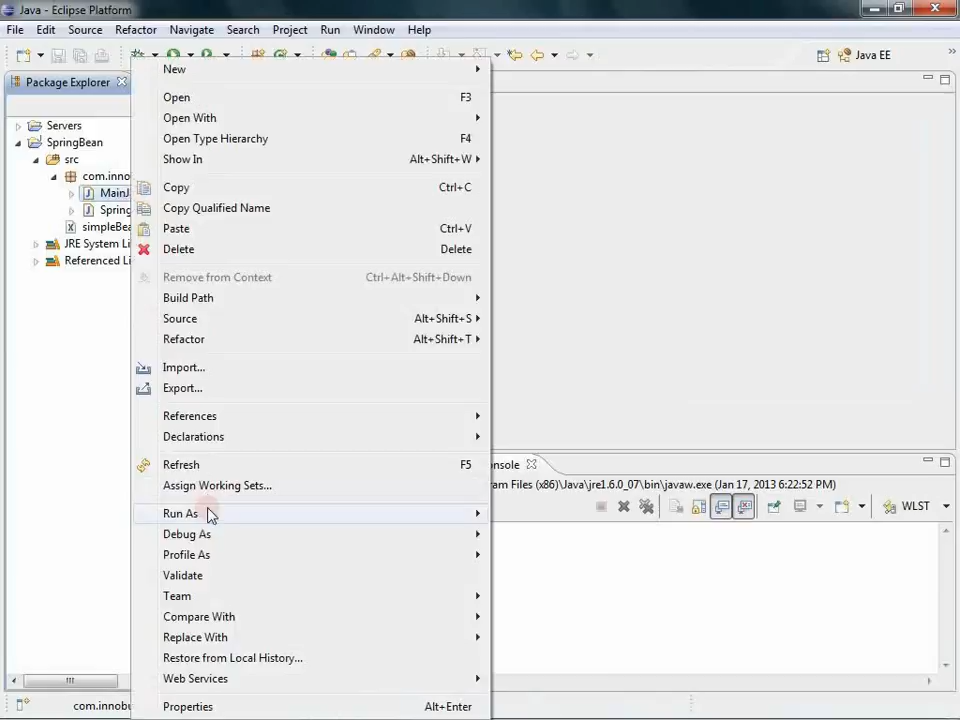 Java - Eclipse Platform
File Edit Source Refactor Navigate Search Project Run Window Help
Java EE
Package Explorer
Servers
SpringBean
src
com.innob
MainJ
Spring
simpleBea
JRE System Li
Referenced Li
New
Open F3
Open With
Open Type Hierarchy F4
Show In Alt+Shift+W
Copy Ctrl+C
Copy Qualified Name
Paste Ctrl+V
Delete Delete
Remove from Context Ctrl+Alt+Shift+Down
Build Path
Source Alt+Shift+S
Refactor Alt+Shift+T
Import...
Export...
References
Declarations
Refresh F5
Assign Working Sets...
Run As
Debug As
Profile As
Validate
Team
Compare With
Replace With
Restore from Local History...
Web Services
Properties Alt+Enter
onsole
am Files (x86)\Java\jre1.6.0_07\bin\javaw.exe (Jan 17, 2013 6:22:52 PM)
WLST
com.innobu